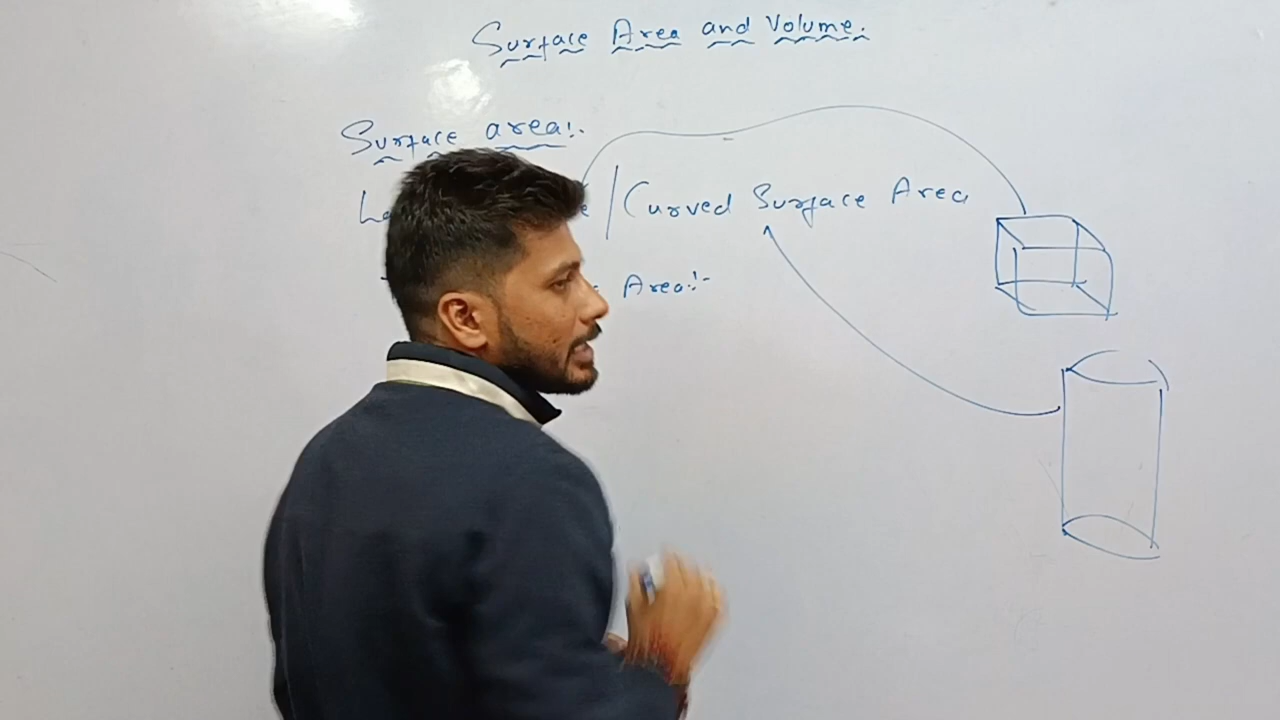 Surface Area and Volume.
Surface area:.
/ Curved Surface Area
Area:-